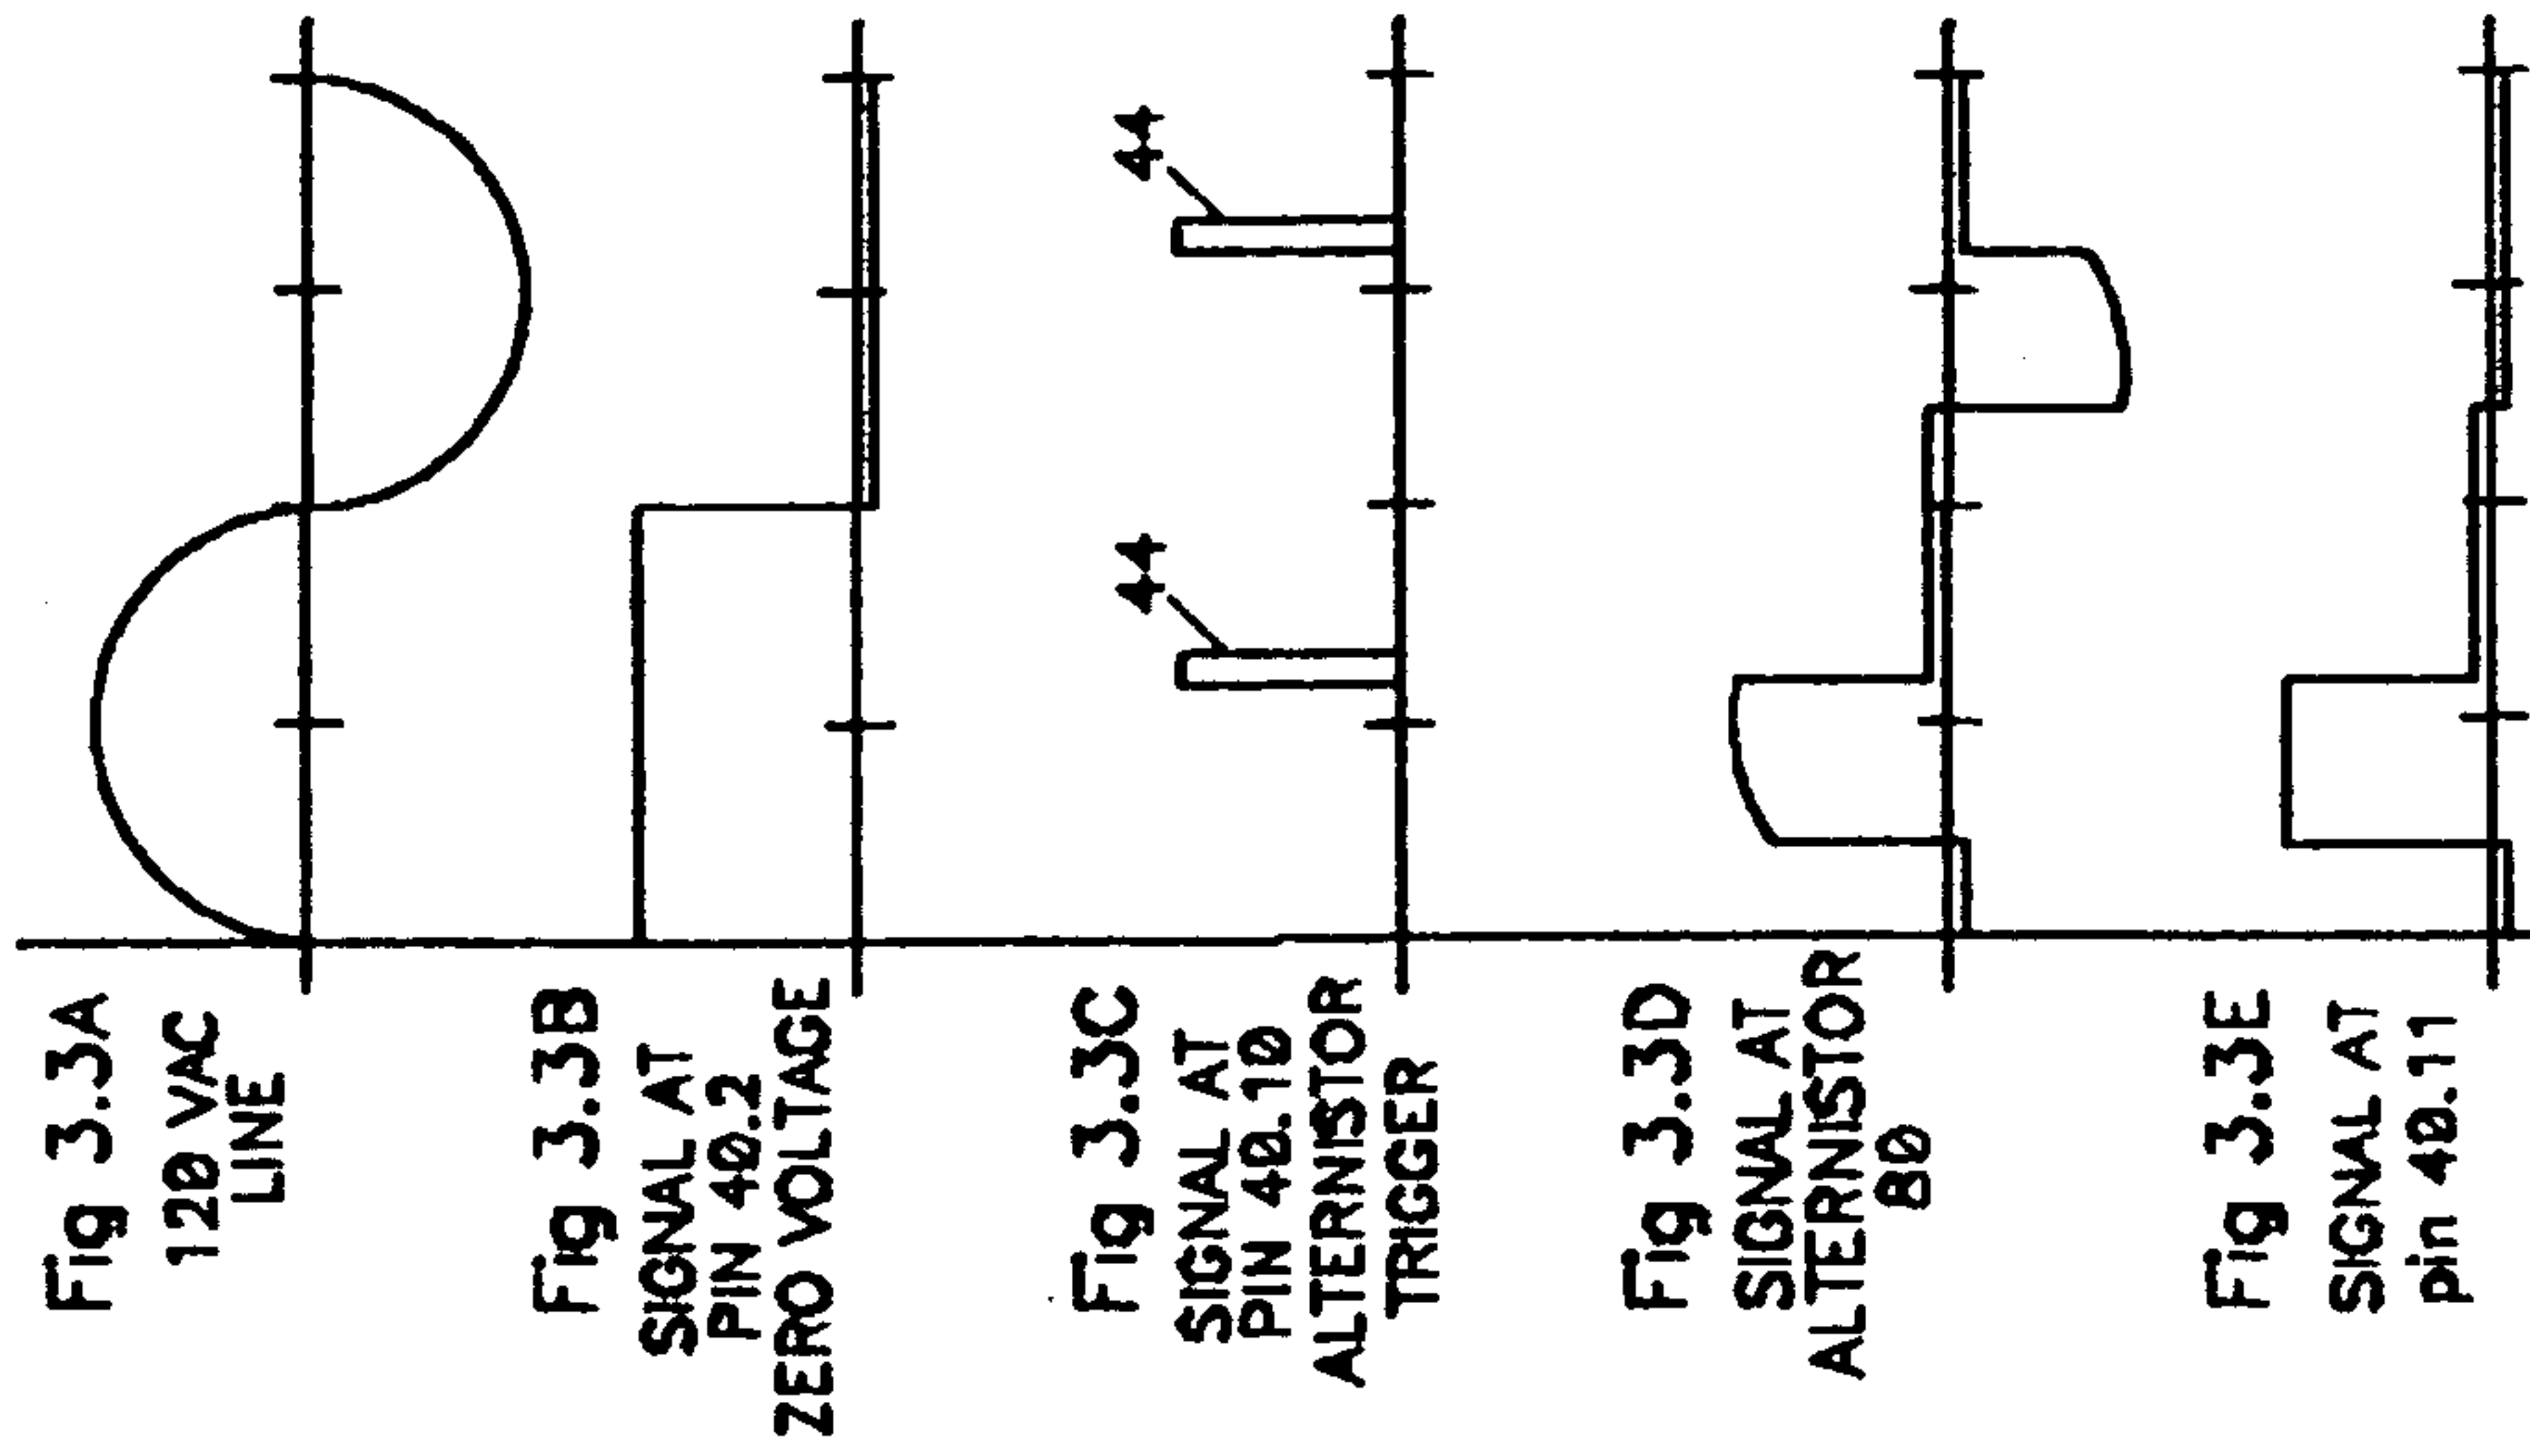 Fig 3.3A
120 VAC
LINE
Fig 3.3B
SIGNAL AT
PIN 40.2
ZERO VOLTAGE
Fig 3.3C
SIGNAL AT
PIN 40.10
ALTERNISTOR
TRIGGER
44
44
Fig 3.3D
SIGNAL AT
ALTERNISTOR
80
Fig 3.3E
SIGNAL AT
pin 40.11